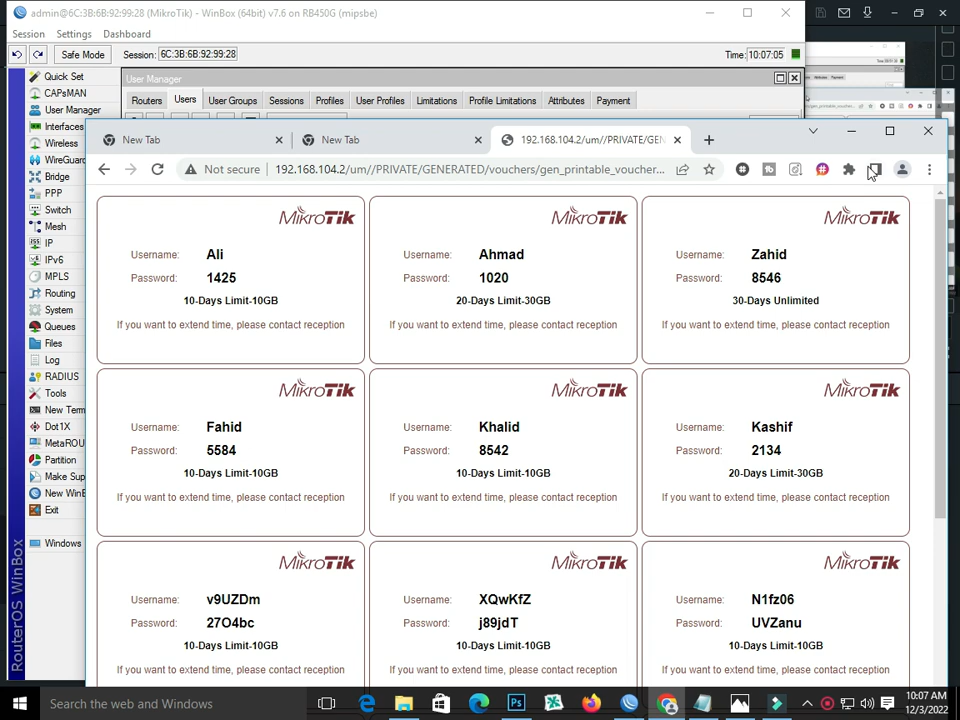 admin@6C:3B:6B:92:99:28 (MikroTik) - WinBox (64bit) v7.6 on RB450G (mipsbe)
Session Settings Dashboard
Safe Mode Session: 6C:3B:6B:92:99:28 Time: 10:07:05
Quick Set
CAPsMAN
User Manager
Interfaces
Wireless
WireGuar
Bridge
PPP
Switch
Mesh
IP
IPv6
MPLS
Routing
System
Queues
Files
Log
RADIUS
Tools
New Term
Dot1X
MetaROU
Partition
Make Sup
New WinB
Exit
Windows
RouterOS WinBox
User Manager
Routers Users User Groups Sessions Profiles User Profiles Limitations Profile Limitations Attributes Payment
New Tab New Tab 192.168.104.2/um//PRIVATE/GEN
Not secure 192.168.104.2/um//PRIVATE/GENERATED/vouchers/gen_printable_voucher...
MikroTik MikroTik MikroTik
Username: Ali Username: Ahmad Username: Zahid
Password: 1425 Password: 1020 Password: 8546
10-Days Limit-10GB 20-Days Limit-30GB 30-Days Unlimited
If you want to extend time, please contact reception If you want to extend time, please contact reception If you want to extend time, please contact reception
MikroTik MikroTik MikroTik
Username: Fahid Username: Khalid Username: Kashif
Password: 5584 Password: 8542 Password: 2134
10-Days Limit-10GB 10-Days Limit-10GB 20-Days Limit-30GB
If you want to extend time, please contact reception If you want to extend time, please contact reception If you want to extend time, please contact reception
MikroTik MikroTik MikroTik
Username: v9UZDm Username: XQwKfZ Username: N1fz06
Password: 27O4bc Password: j89jdT Password: UVZanu
10-Days Limit-10GB 10-Days Limit-10GB 10-Days Limit-10GB
If you want to extend time, please contact reception If you want to extend time, please contact reception If you want to extend time, please contact reception
Search the web and Windows
10:07 AM
12/3/2022